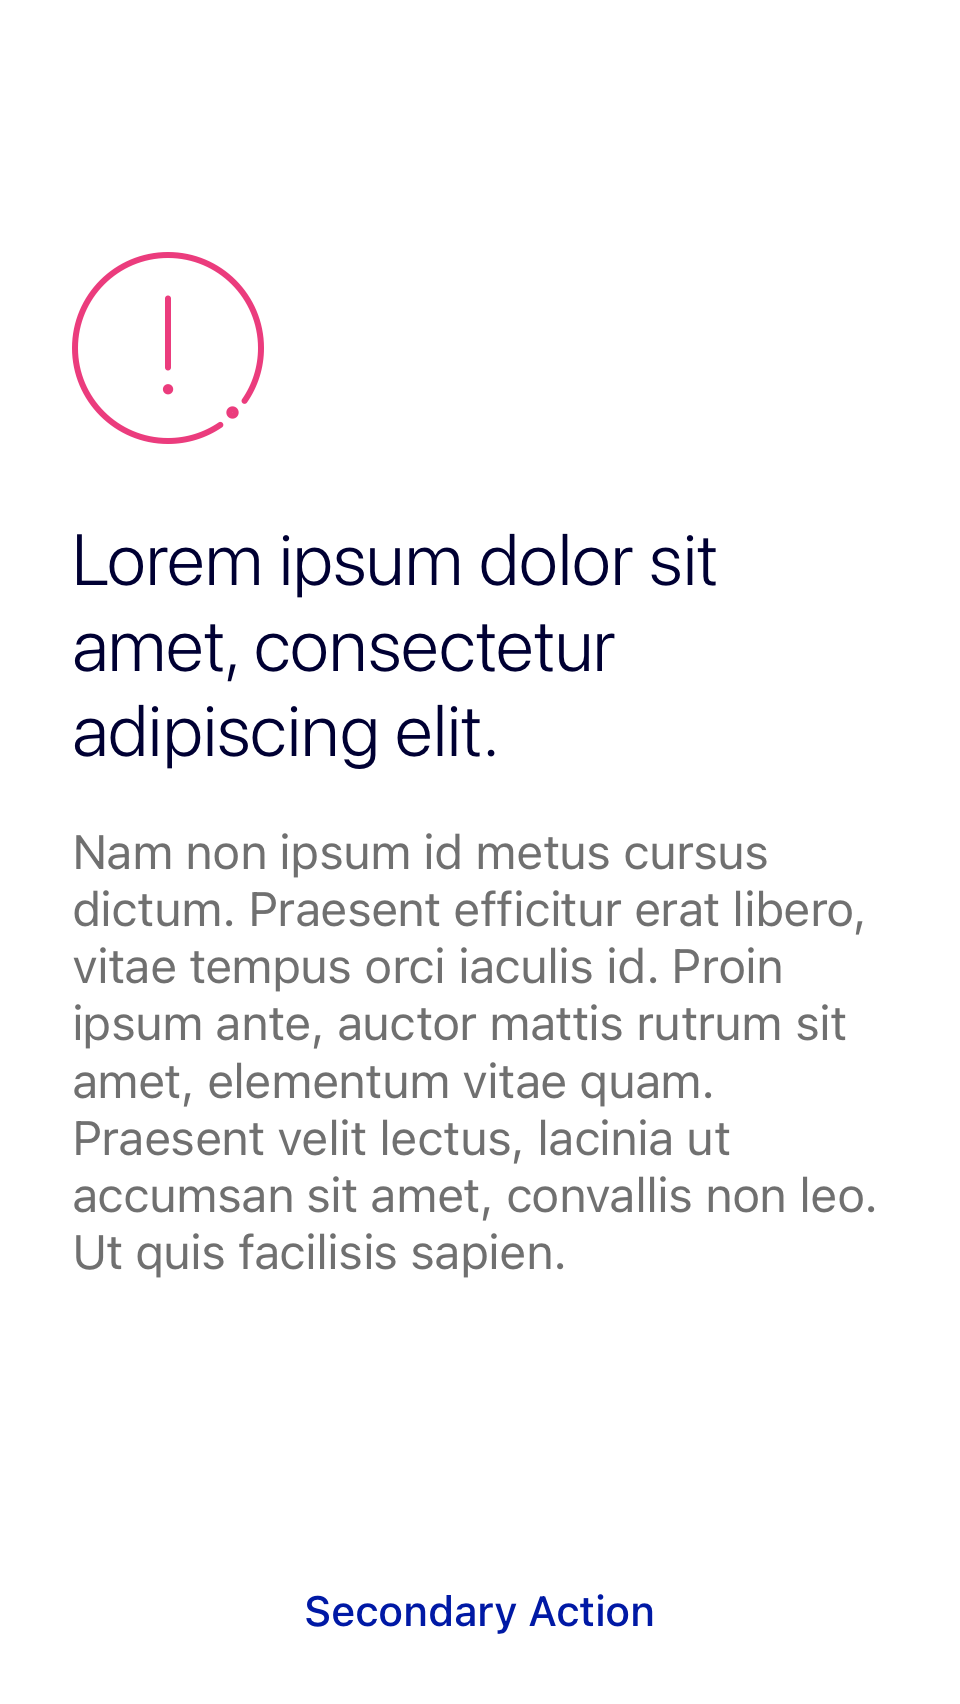 Lorem ipsum dolor sit
amet, consectetur
adipiscing elit.
Nam non ipsum id metus cursus
dictum. Praesent efficitur erat libero,
vitae tempus orci iaculis id. Proin
ipsum ante, auctor mattis rutrum sit
amet, elementum vitae quam.
Praesent velit lectus, lacinia ut
accumsan sit amet, convallis non leo.
Ut quis facilisis sapien.
Secondary Action